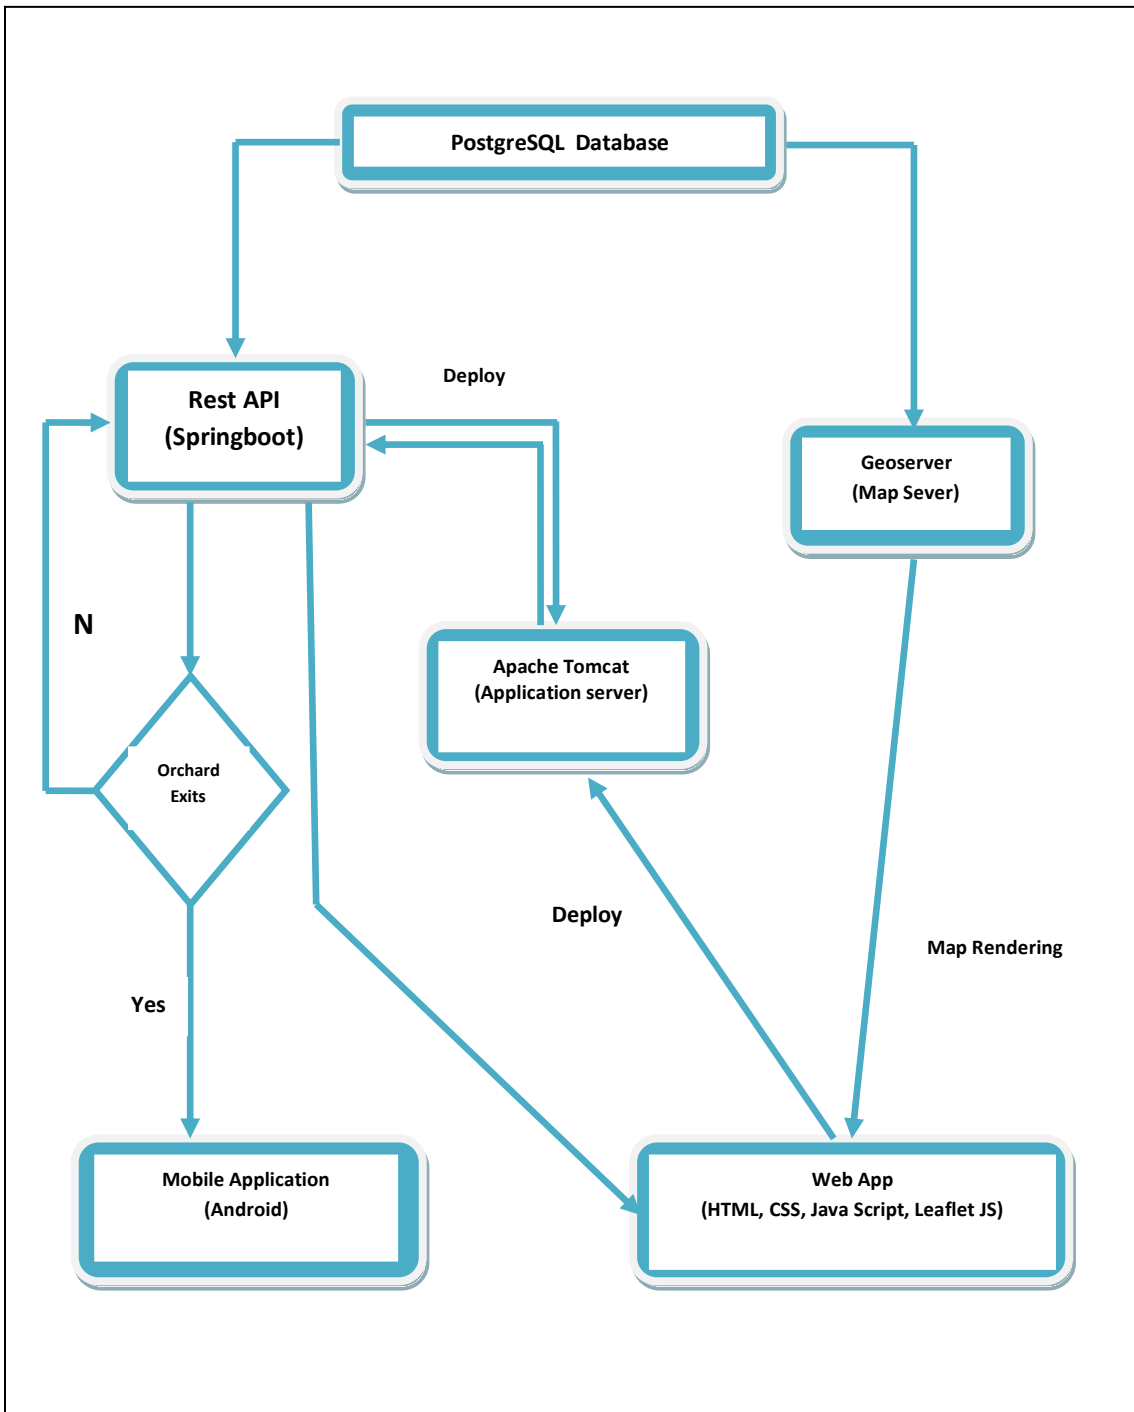 PostgreSQL Database
Rest API
(Springboot)
Deploy
Geoserver
(Map Sever)
N
Apache Tomcat
(Application server)
Orchard
Exits
Deploy
Map Rendering
Yes
Mobile Application
(Android)
Web App
(HTML, CSS, Java Script, Leaflet JS)